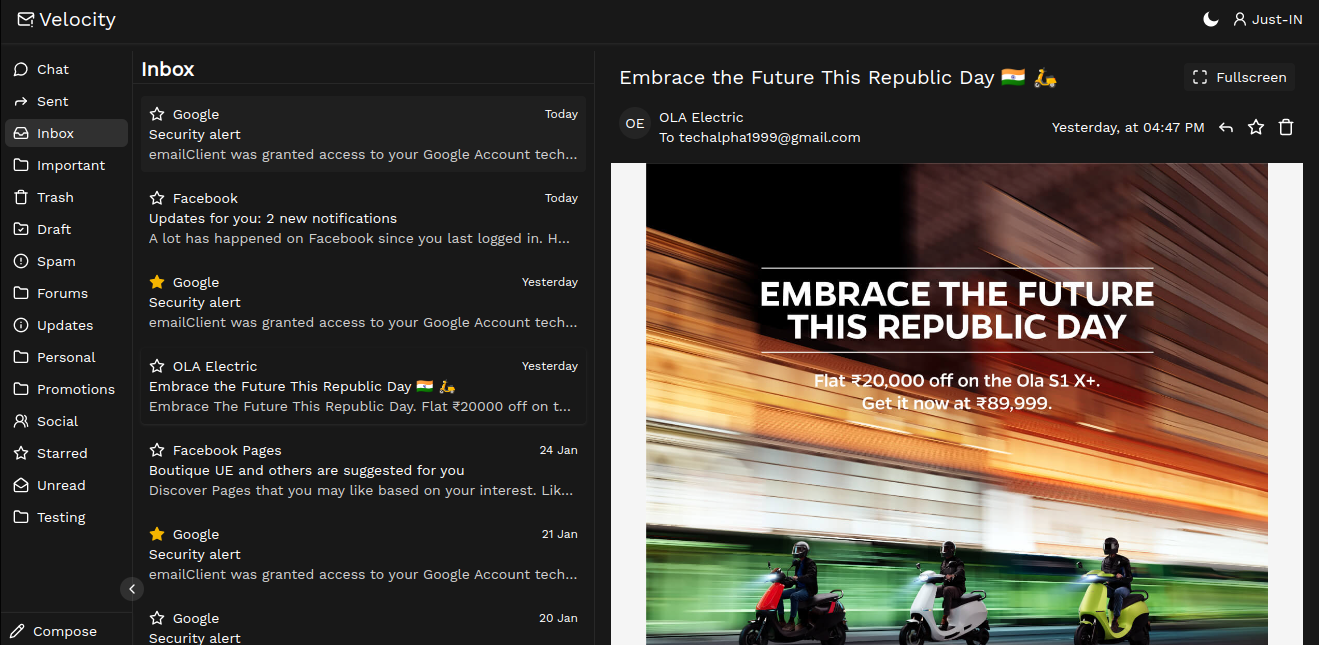 Velocity
Just-IN
Chat
Sent
Inbox
Important
Trash
Draft
Spam
Forums
Updates
Personal
Promotions
Social
Starred
Unread
Testing
Compose
Inbox
Google Today
Security alert
emailClient was granted access to your Google Account tech...
Facebook Today
Updates for you: 2 new notifications
A lot has happened on Facebook since you last logged in. H...
Google Yesterday
Security alert
emailClient was granted access to your Google Account tech...
OLA Electric Yesterday
Embrace the Future This Republic Day 🇮🇳 🛵
Embrace The Future This Republic Day. Flat ₹20000 off on t...
Facebook Pages 24 Jan
Boutique UE and others are suggested for you
Discover Pages that you may like based on your interest. Lik...
Google 21 Jan
Security alert
emailClient was granted access to your Google Account tech...
Google 20 Jan
Security alert
Embrace the Future This Republic Day 🇮🇳 🛵
Fullscreen
OE
OLA Electric
To techalpha1999@gmail.com
Yesterday, at 04:47 PM
EMBRACE THE FUTURE
THIS REPUBLIC DAY
Flat ₹20,000 off on the Ola S1 X+.
Get it now at ₹89,999.